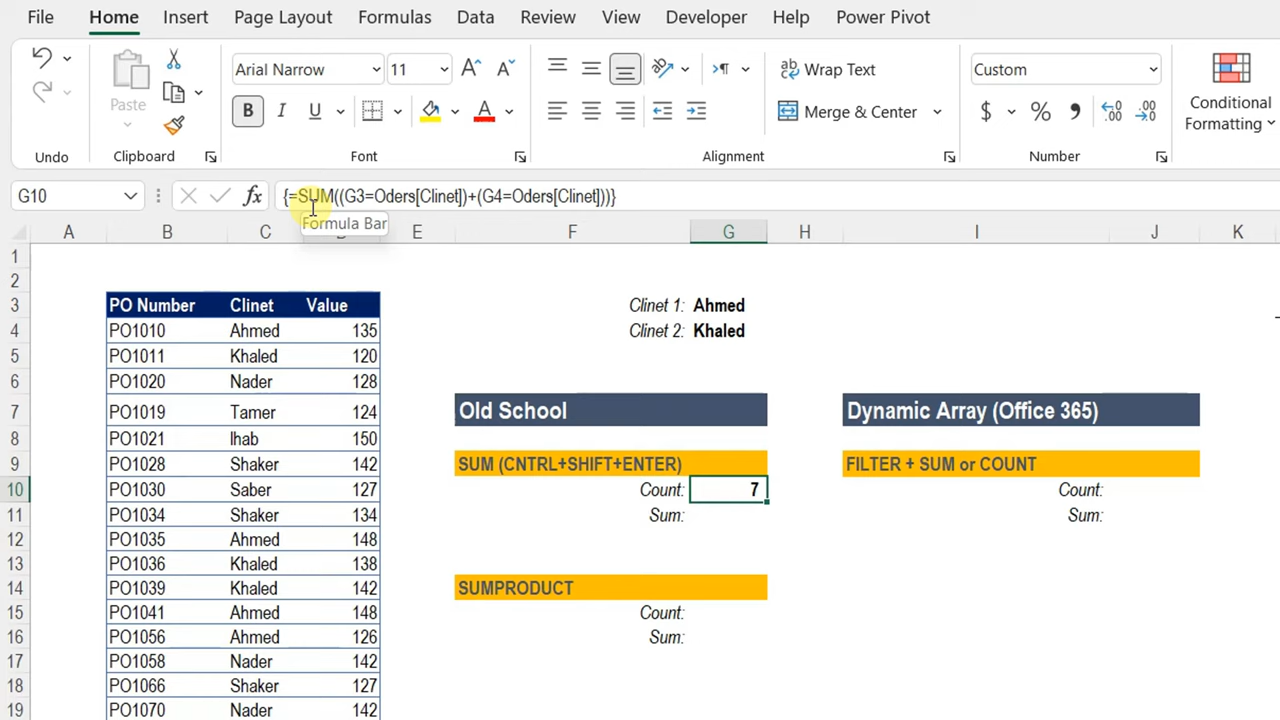 File Home Insert Page Layout Formulas Data Review View Developer Help Power Pivot
Arial Narrow 11 A A ab Wrap Text Custom
Paste B I U A Merge & Center $ % , Conditional Formatting
Undo Clipboard Font Alignment Number
G10 fx {=SUM((G3=Oders[Clinet])+(G4=Oders[Clinet]))}
Formula Bar
A B C D E F G H I J K
1
2
3 PO Number Clinet Value Clinet 1: Ahmed
4 PO1010 Ahmed 135 Clinet 2: Khaled
5 PO1011 Khaled 120
6 PO1020 Nader 128
7 PO1019 Tamer 124 Old School Dynamic Array (Office 365)
8 PO1021 Ihab 150
9 PO1028 Shaker 142 SUM (CNTRL+SHIFT+ENTER) FILTER + SUM or COUNT
10 PO1030 Saber 127 Count: 7 Count:
11 PO1034 Shaker 134 Sum: Sum:
12 PO1035 Ahmed 148
13 PO1036 Khaled 138
14 PO1039 Khaled 142 SUMPRODUCT
15 PO1041 Ahmed 148 Count:
16 PO1056 Ahmed 126 Sum:
17 PO1058 Nader 142
18 PO1066 Shaker 127
19 PO1070 Nader 142